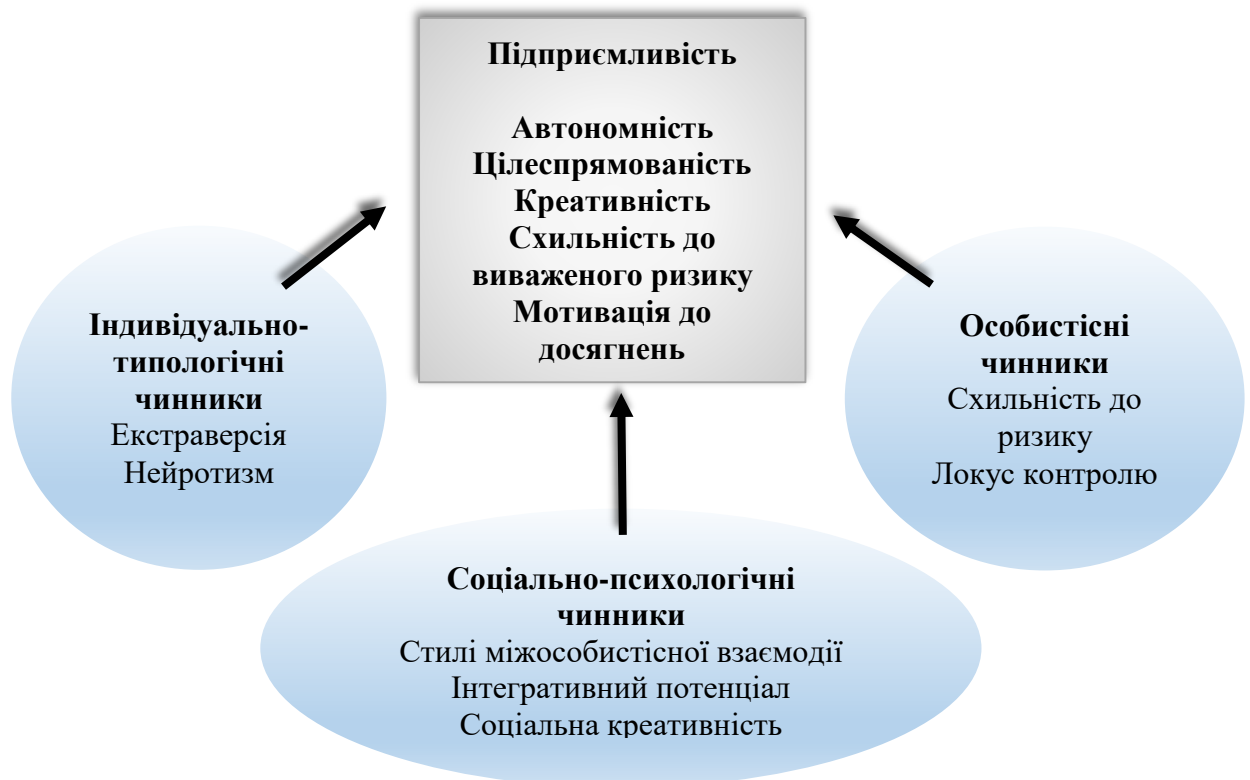 Підприємливість
Автономність
Цілеспрямованість
Креативність
Схильність до
виваженого ризику
Мотивація до
досягнень
Індивідуально-
типологічні
чинники
Екстраверсія
Нейротизм
Особистісні
чинники
Схильність до
ризику
Локус контролю
Соціально-психологічні
чинники
Стилі міжособистісної взаємодії
Інтегративний потенціал
Соціальна креативність